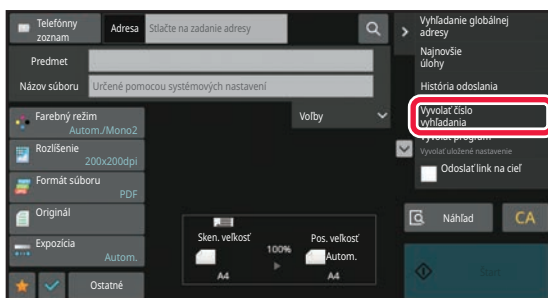 Telefónny
zoznam
Adresa
Stlačte na zadanie adresy
Predmet
Názov súboru
Určené pomocou systémových nastavení
Farebný režim
Autom./Mono2
Rozlíšenie
200x200dpi
Formát súboru
PDF
Originál
Expozícia
Autom.
Ostatné
Voľby
Sken. veľkosť
A4
100%
Pos. veľkosť
Autom.
A4
Vyhľadanie globálnej
adresy
Najnovšie
úlohy
História odoslania
Vyvolať číslo
vyhľadania
Vyvolať program
Vyvolať uložené nastavenie
Odoslať link na cieľ
Náhľad
CA
Štart